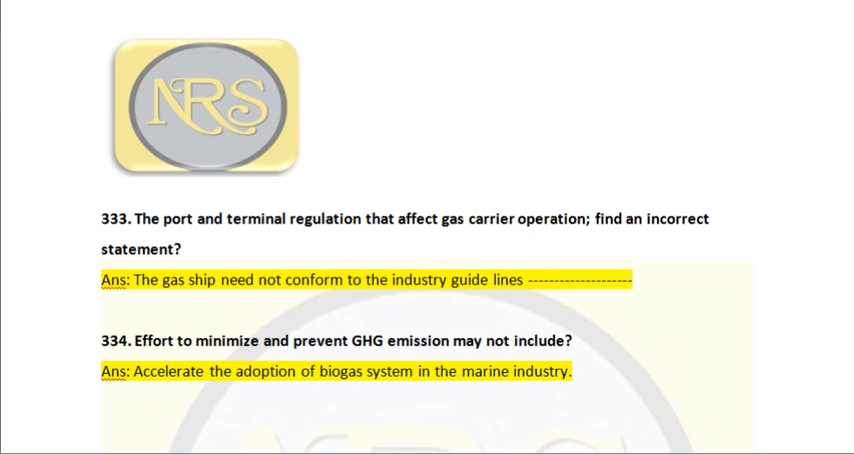 NRS
333. The port and terminal regulation that affect gas carrier operation; find an incorrect
statement?
Ans: The gas ship need not conform to the industry guide lines --------------------
334. Effort to minimize and prevent GHG emission may not include?
Ans: Accelerate the adoption of biogas system in the marine industry.